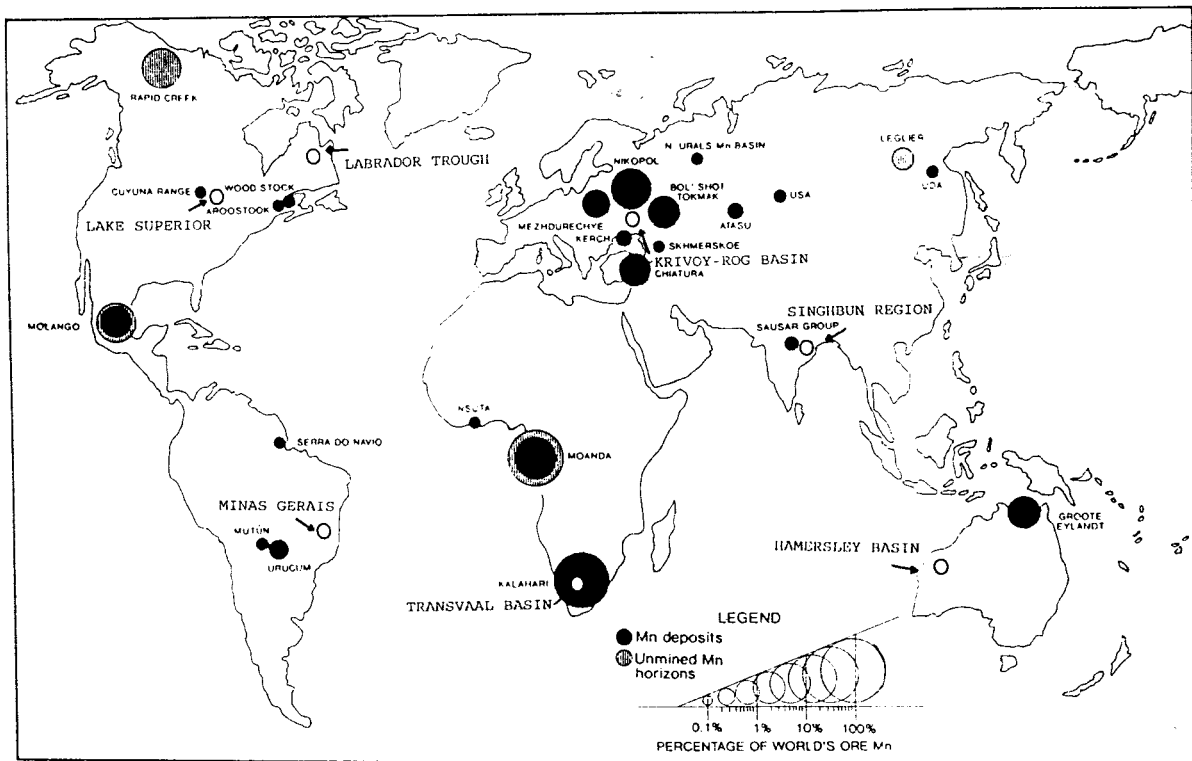 RAPID CREEK
LABRADOR TROUGH
CUYUNA RANGE
WOOD STOCK
LAKE SUPERIOR
AROOSTOOK
MOLANGO
N. URALS Mn BASIN
NIKOPOL
BOL' SHOT
TOKMAK
LEGLIER
UDA
USA
ATASU
MEZHDURECHYE
KERCH
SKHMERSKOE
KRIVOY-ROG BASIN
CHIATURA
SINGHBUN REGION
SAUSAR GROUP
NSUTA
SERRA DO NAVIO
MOANDA
MINAS GERAIS
MUTÚN
URUCUM
GROOTE
EYLANDT
HAMERSLEY BASIN
KALAHARI
TRANSVAAL BASIN
LEGEND
Mn deposits
Unmined Mn
horizons
0.1% 1% 10% 100%
PERCENTAGE OF WORLD'S ORE Mn